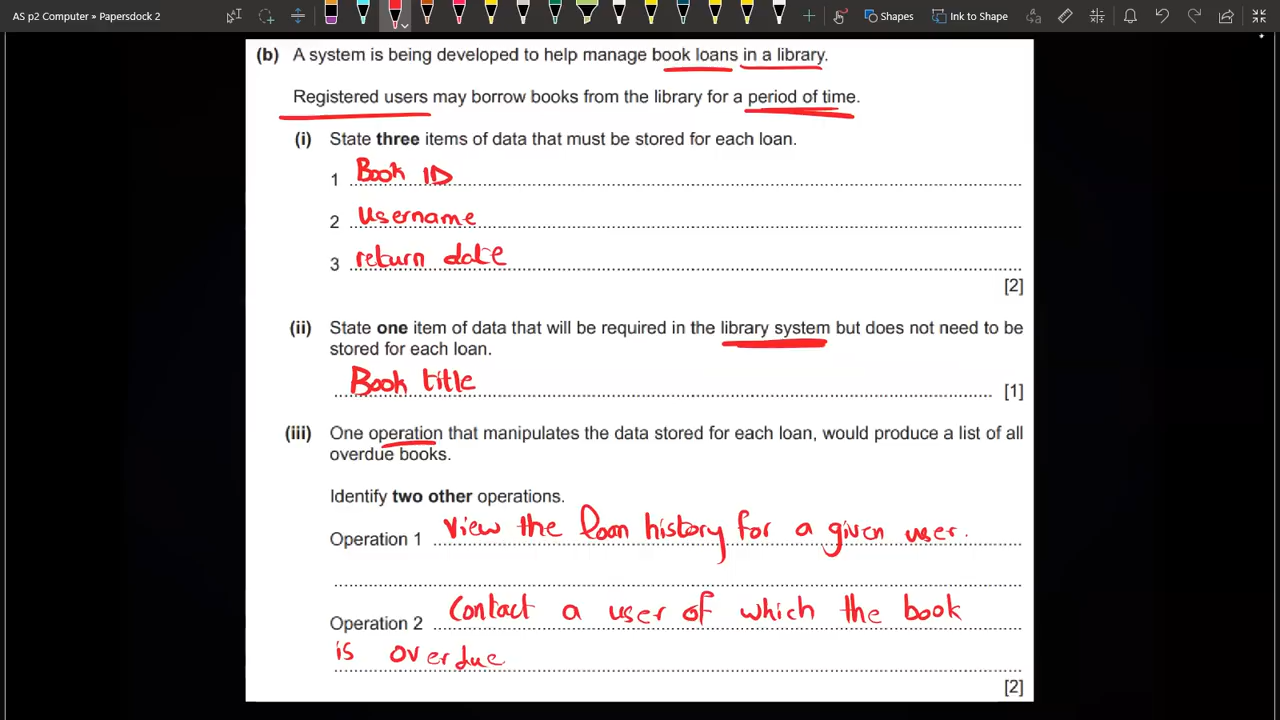 AS p2 Computer » Papersdock 2
Shapes
Ink to Shape
(b) A system is being developed to help manage book loans in a library.
Registered users may borrow books from the library for a period of time.
(i) State three items of data that must be stored for each loan.
1 Book ID
2 Username
3 return date
[2]
(ii) State one item of data that will be required in the library system but does not need to be
stored for each loan.
Book title
[1]
(iii) One operation that manipulates the data stored for each loan, would produce a list of all
overdue books.
Identify two other operations.
Operation 1 View the loan history for a given user.
Operation 2 Contact a user of which the book
is overdue
[2]